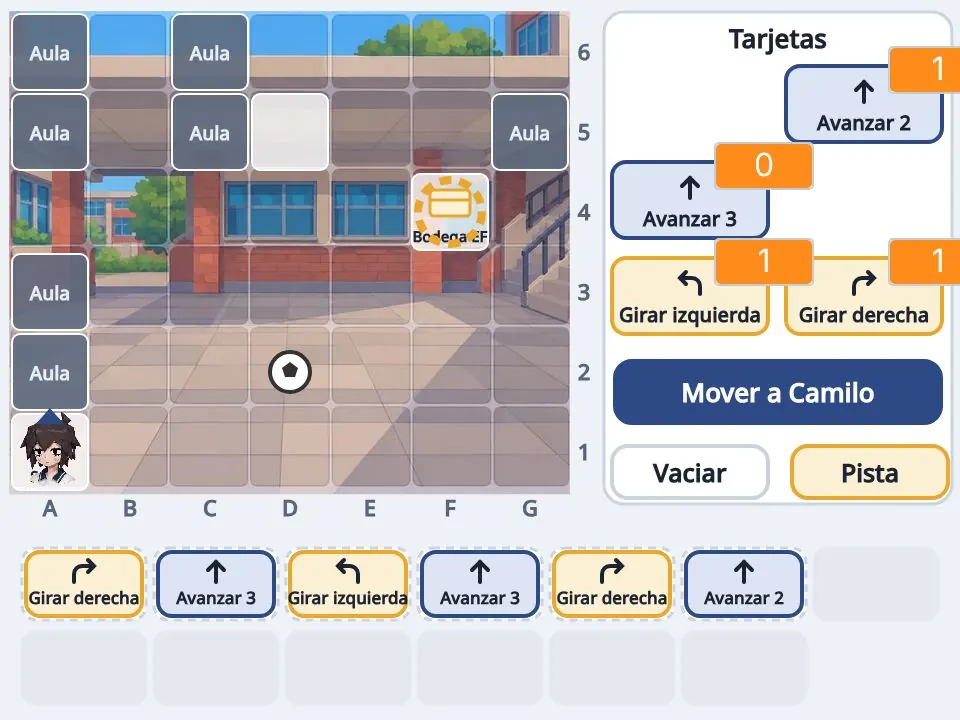 Aula
Aula
6
Tarjetas
1
Avanzar 2
Aula
Aula
Aula
5
0
Avanzar 3
Bodega EF
4
1
1
Girar izquierda
Girar derecha
Aula
3
Aula
2
Mover a Camilo
1
Vaciar
Pista
A
B
C
D
E
F
G
Girar derecha
Avanzar 3
Girar izquierda
Avanzar 3
Girar derecha
Avanzar 2